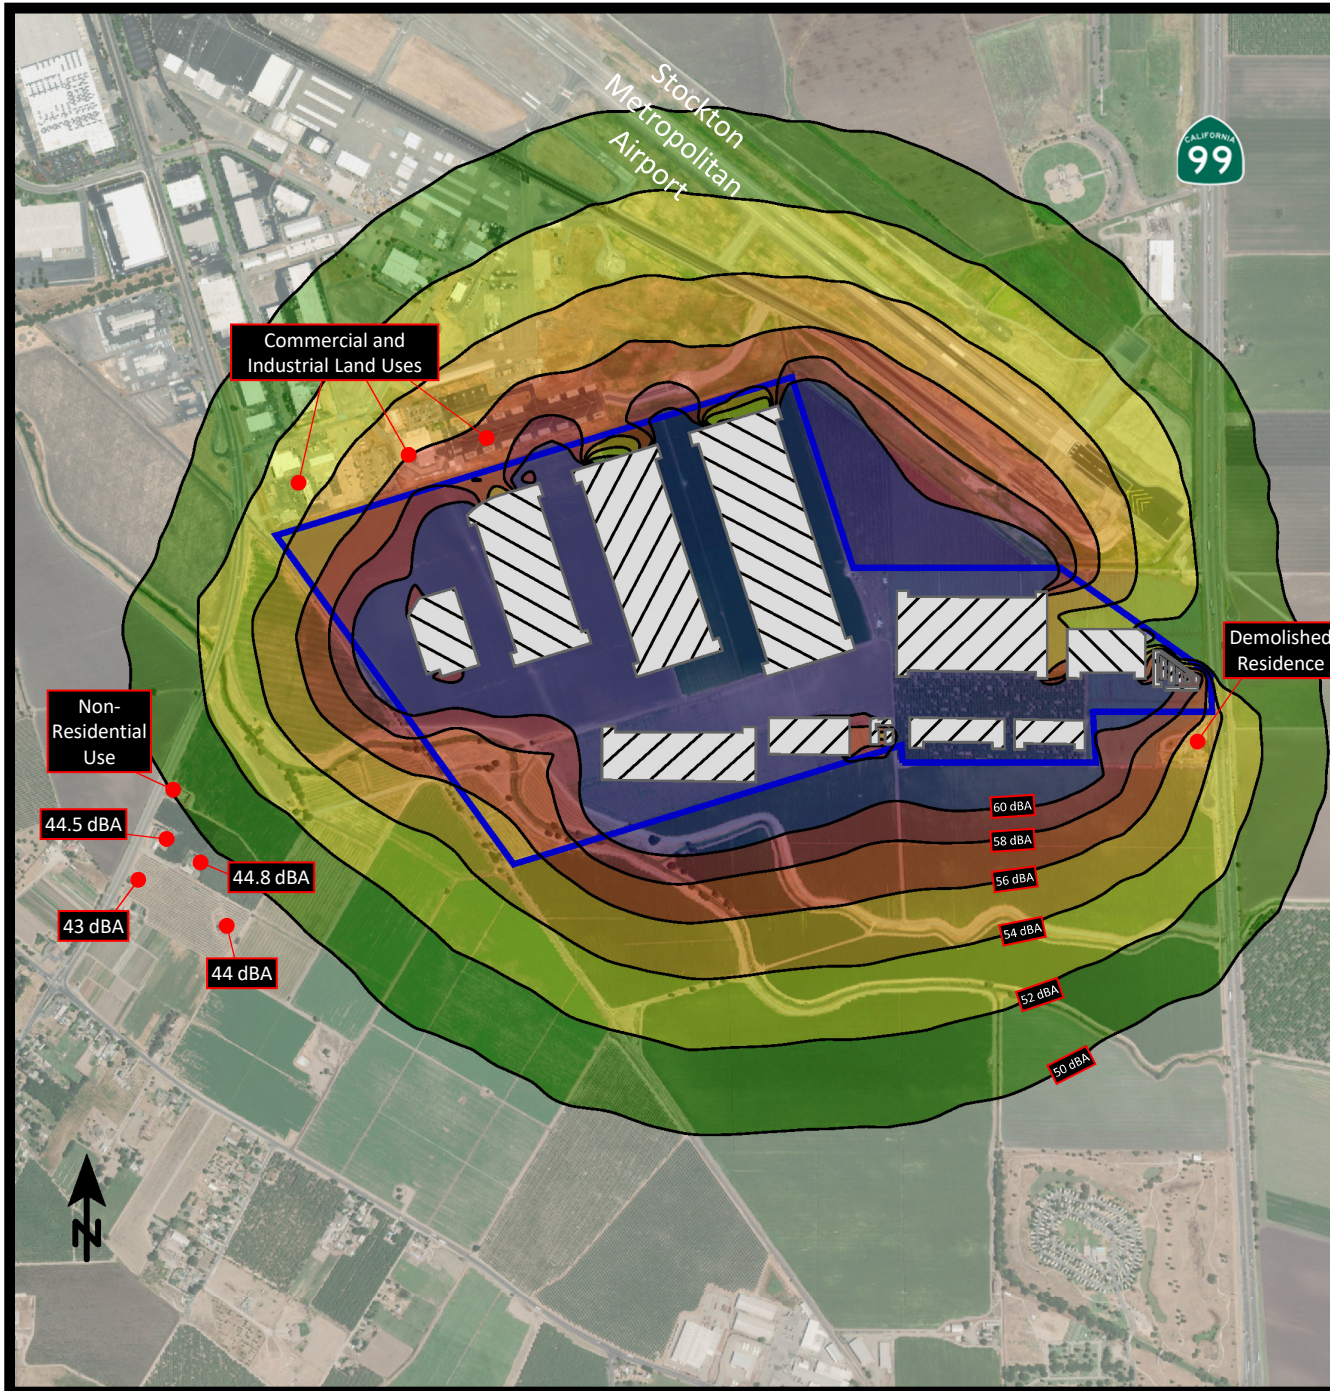 Stockton
Metropolitan
Airport
CALIFORNIA
99
Commercial and
Industrial Land Uses
Demolished
Residence
Non-
Residential
Use
44.5 dBA
44.8 dBA
43 dBA
44 dBA
60 dBA
58 dBA
56 dBA
54 dBA
52 dBA
50 dBA
N